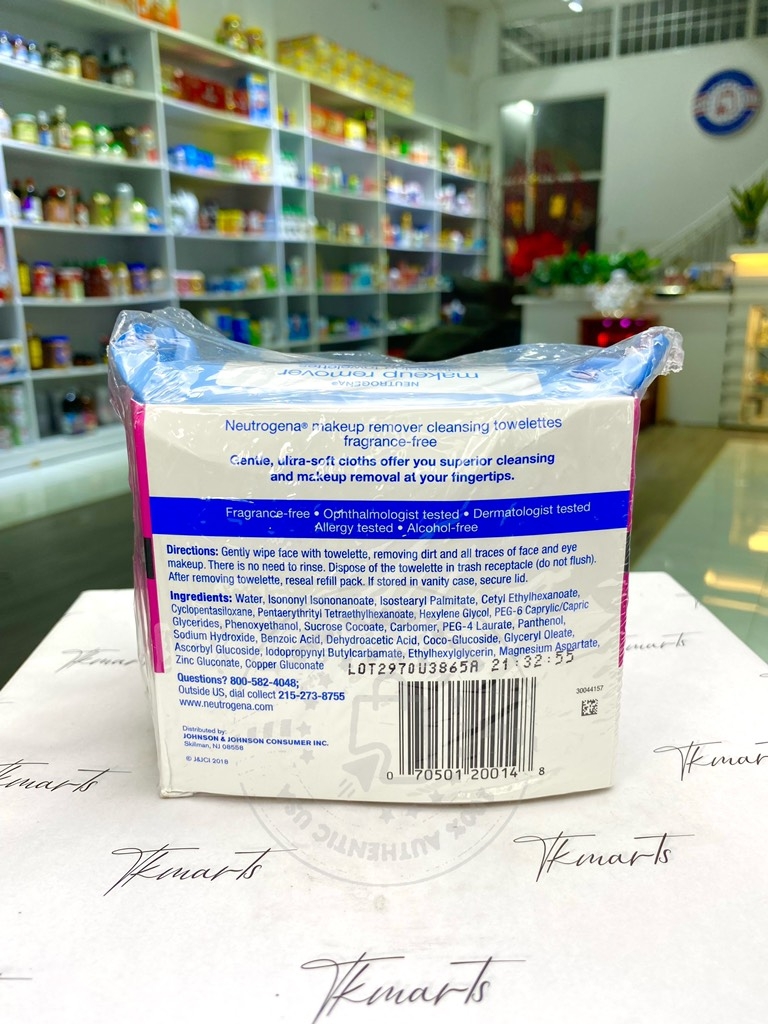 NEUTROGENA®
makeup remover
Neutrogena® makeup remover cleansing towelettes
fragrance-free
Gentle, ultra-soft cloths offer you superior cleansing
and makeup removal at your fingertips.
Fragrance-free • Ophthalmologist tested • Dermatologist tested
Allergy tested • Alcohol-free
Directions: Gently wipe face with towelette, removing dirt and all traces of face and eye
makeup. There is no need to rinse. Dispose of the towelette in trash receptacle (do not flush).
After removing towelette, reseal refill pack. If stored in vanity case, secure lid.
Ingredients: Water, Isononyl Isononanoate, Isostearyl Palmitate, Cetyl Ethylhexanoate,
Cyclopentasiloxane, Pentaerythrityl Tetraethylhexanoate, Hexylene Glycol, PEG-6 Caprylic/Capric
Glycerides, Phenoxyethanol, Sucrose Cocoate, Carbomer, PEG-4 Laurate, Panthenol,
Sodium Hydroxide, Benzoic Acid, Dehydroacetic Acid, Coco-Glucoside, Glyceryl Oleate,
Ascorbyl Glucoside, Iodopropynyl Butylcarbamate, Ethylhexylglycerin, Magnesium Aspartate,
Zinc Gluconate, Copper Gluconate
LOT2970U3865A 21:32:55
Questions? 800-582-4048;
Outside US, dial collect 215-273-8755
www.neutrogena.com
30044157
Distributed by:
JOHNSON & JOHNSON CONSUMER INC.
Skillman, NJ 08558
© J&JCI 2018
0 70501 20014 8
100% AUTHENTIC USA
Tkmarts
Tkmarts
Tkmarts
Tkmarts